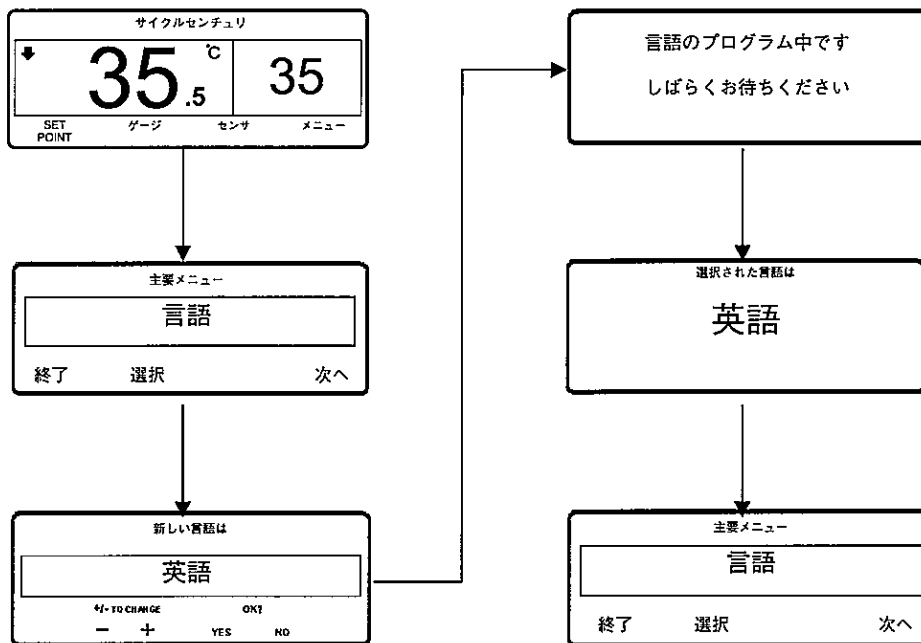 サイクルセンチュリ
35.5 °C 35
SET POINT ゲージ センサ メニュー
主要メニュー
言語
終了 選択 次へ
新しい言語は
英語
+/- TO CHANGE OK?
- + YES NO
言語のプログラム中です
しばらくお待ちください
選択された言語は
英語
主要メニュー
言語
終了 選択 次へ